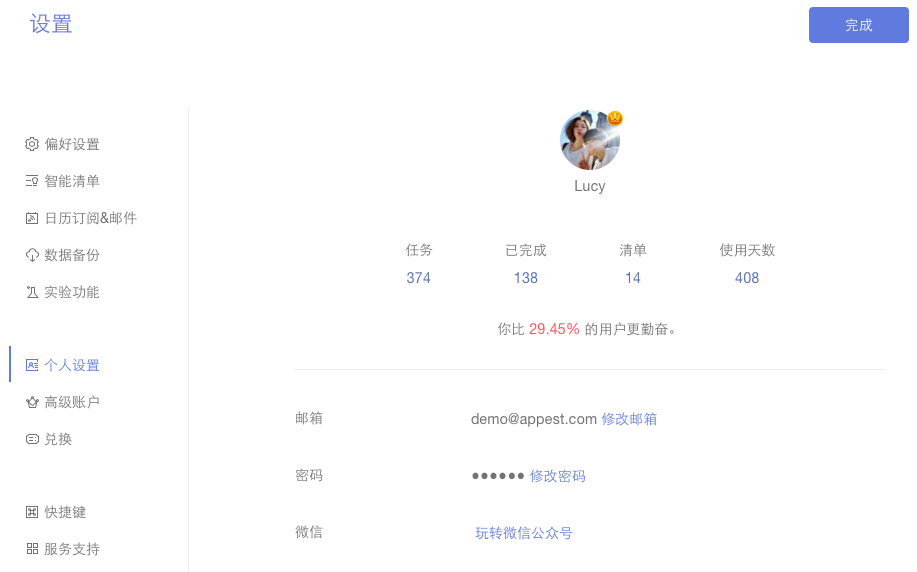 设置
完成
偏好设置
智能清单
日历订阅&邮件
数据备份
实验功能
个人设置
高级账户
兑换
快捷键
服务支持
Lucy
任务 已完成 清单 使用天数
374 138 14 408
你比 29.45% 的用户更勤奋。
邮箱 demo@appest.com 修改邮箱
密码 ●●●●●● 修改密码
微信 玩转微信公众号